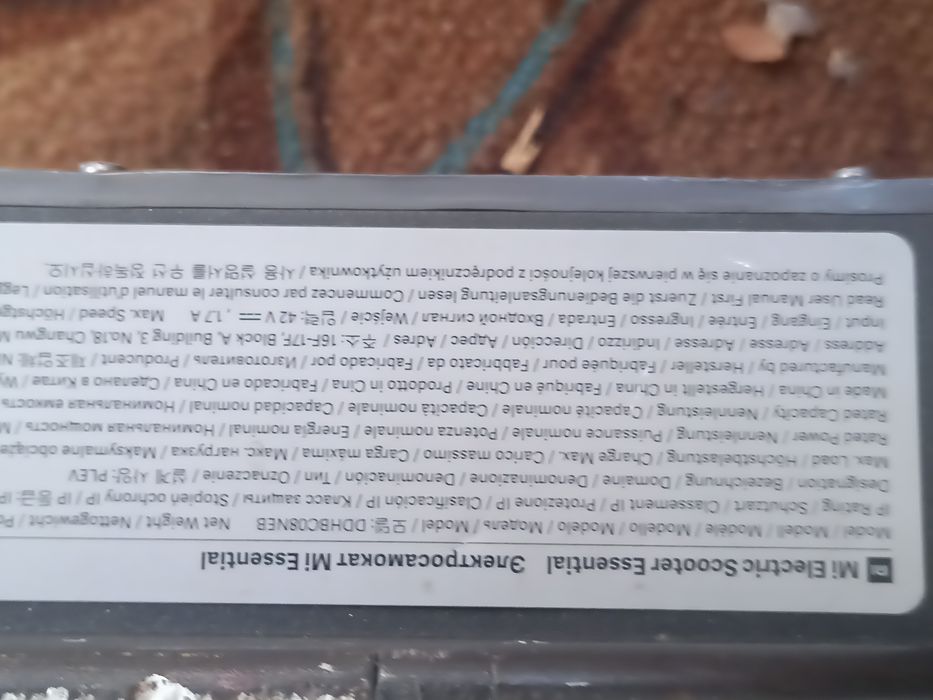 Mi Electric Scooter Essential Электросамокат Mi Essential
Model / Modell / Modèle / Modello / Modelo / Модель / Model / 모델: DDHBC08NEB Net Weight / Nettogewicht / Po
IP Rating / Schutzart / Classement IP / Protezione IP / Clasificación IP / Класс защиты / Stopień ochrony IP / IP 등급: IP
Designation / Bezeichnung / Domaine / Denominazione / Denominación / Тип / Oznaczenie / 설계 사양: PLEV
Max. Load / Höchstbelastung / Charge Max. / Carico massimo / Carga máxima / Макс. нагрузка / Maksymalne obciąże
Rated Power / Nennleistung / Puissance nominale / Potenza nominale / Energía nominal / Номинальная мощность / M
Rated Capacity / Nennleistung / Capacité nominale / Capacità nominale / Capacidad nominal / Номинальная емкость
Made in China / Hergestellt in China / Fabriqué en Chine / Prodotto in Cina / Fabricado en China / Сделано в Китае / Wy
Manufactured by / Hersteller / Fabriquée pour / Fabbricato da / Fabricado por / Изготовитель / Producent / 제조업체: Ni
Address / Adresse / Adresse / Indirizzo / Dirección / Адрес / Adres / 주소: 16F-17F, Block A, Building 3, No.18, Changwu M
Input / Eingang / Entrée / Ingresso / Entrada / Входной сигнал / Wejście / 입력: 42 V ⎓ , 1.7 A Max. Speed / Höchstge
Read User Manual First / Zuerst die Bedienungsanleitung lesen / Commencez par consulter le manuel d'utilisation / Legg
Prosimy o zapoznanie się w pierwszej kolejności z podręcznikiem użytkownika / 사용 설명서를 우선 정독하십시오.